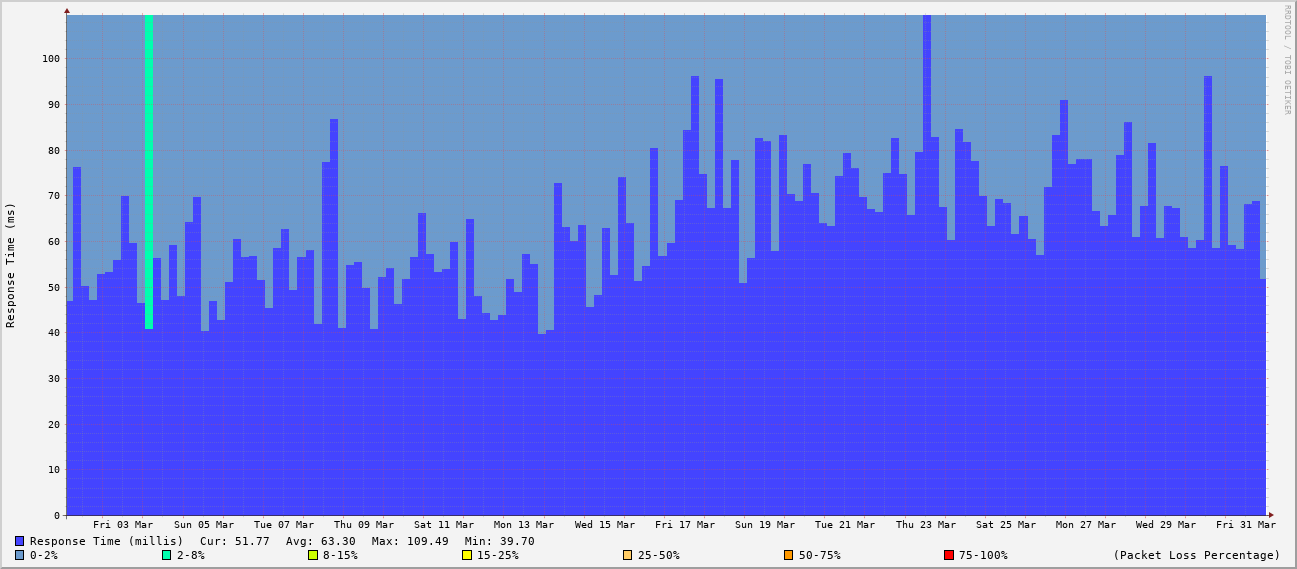 RRDTOOL / TOBI OETIKER
Response Time (ms)
100
90
80
70
60
50
40
30
20
10
0
Fri 03 Mar Sun 05 Mar Tue 07 Mar Thu 09 Mar Sat 11 Mar Mon 13 Mar Wed 15 Mar Fri 17 Mar Sun 19 Mar Tue 21 Mar Thu 23 Mar Sat 25 Mar Mon 27 Mar Wed 29 Mar Fri 31 Mar
Response Time (millis) Cur: 51.77 Avg: 63.30 Max: 109.49 Min: 39.70
0-2% 2-8% 8-15% 15-25% 25-50% 50-75% 75-100% (Packet Loss Percentage)